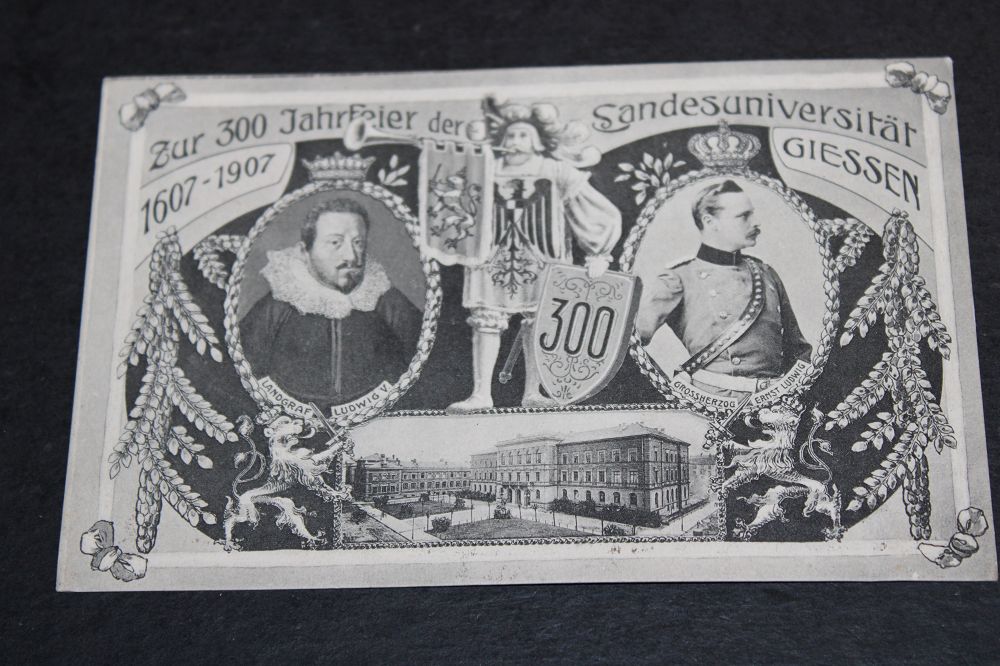 Zur 300 Jahrfeier der Landesuniversität
1607-1907
GIESSEN
300
LANDGRAF LUDWIG V.
GROSSHERZOG ERNST LUDWIG